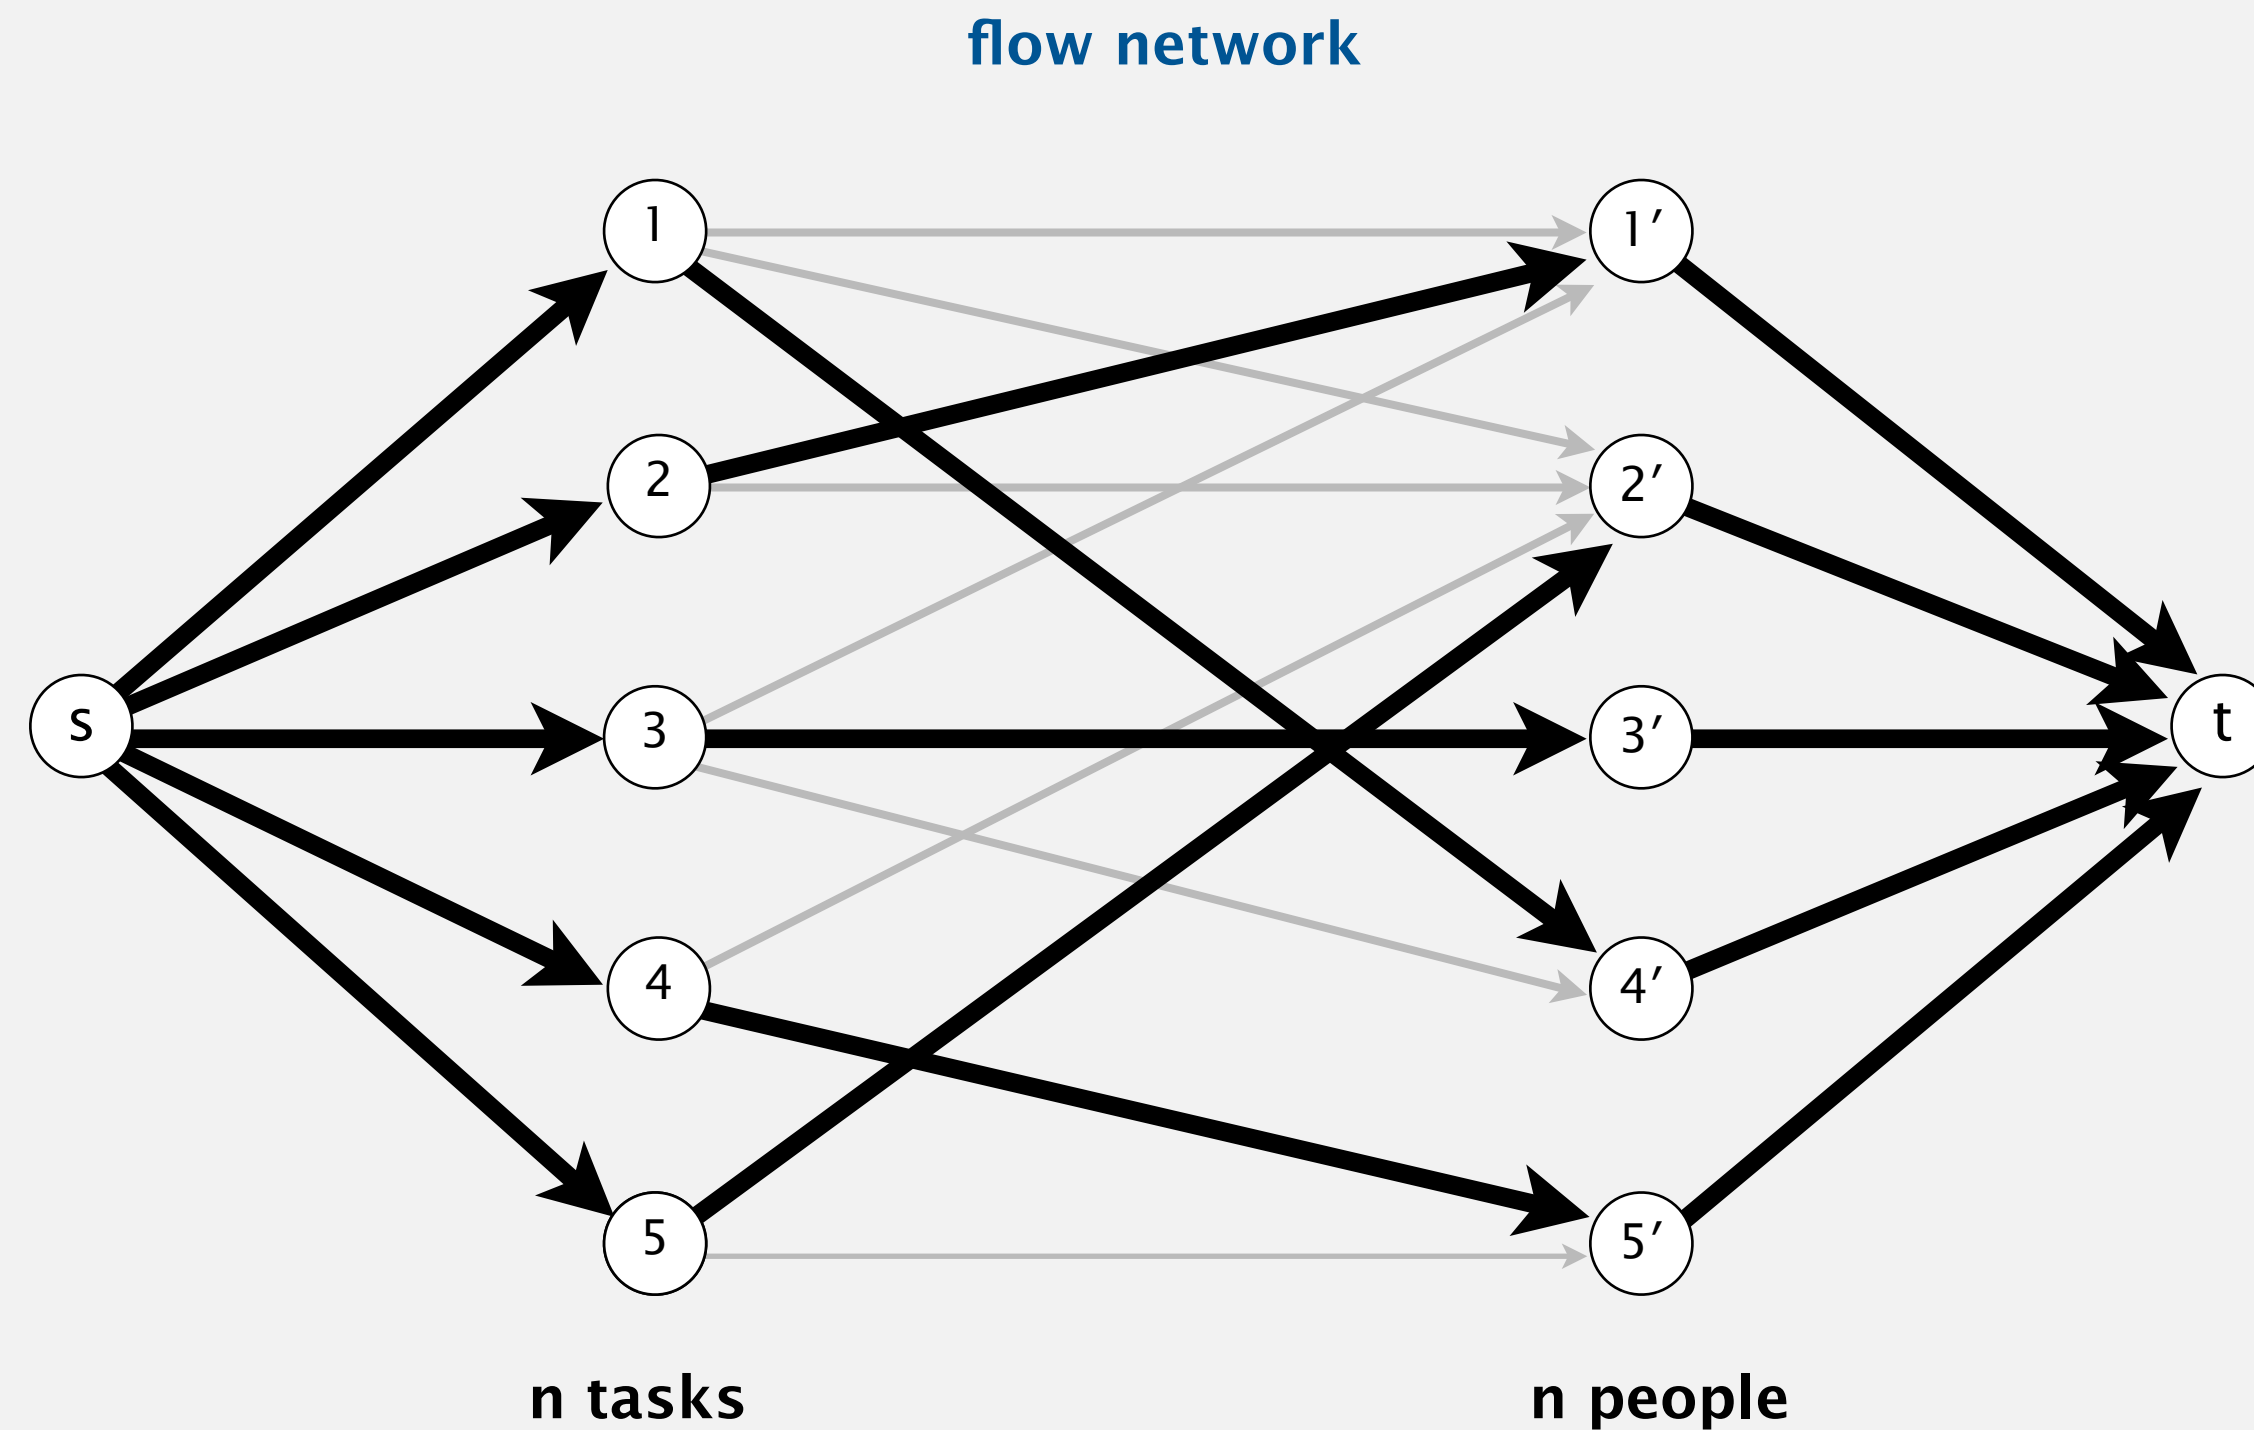 flow network
1
1′
2
2′
s
3
3′
t
4
4′
5
5′
n tasks
n people